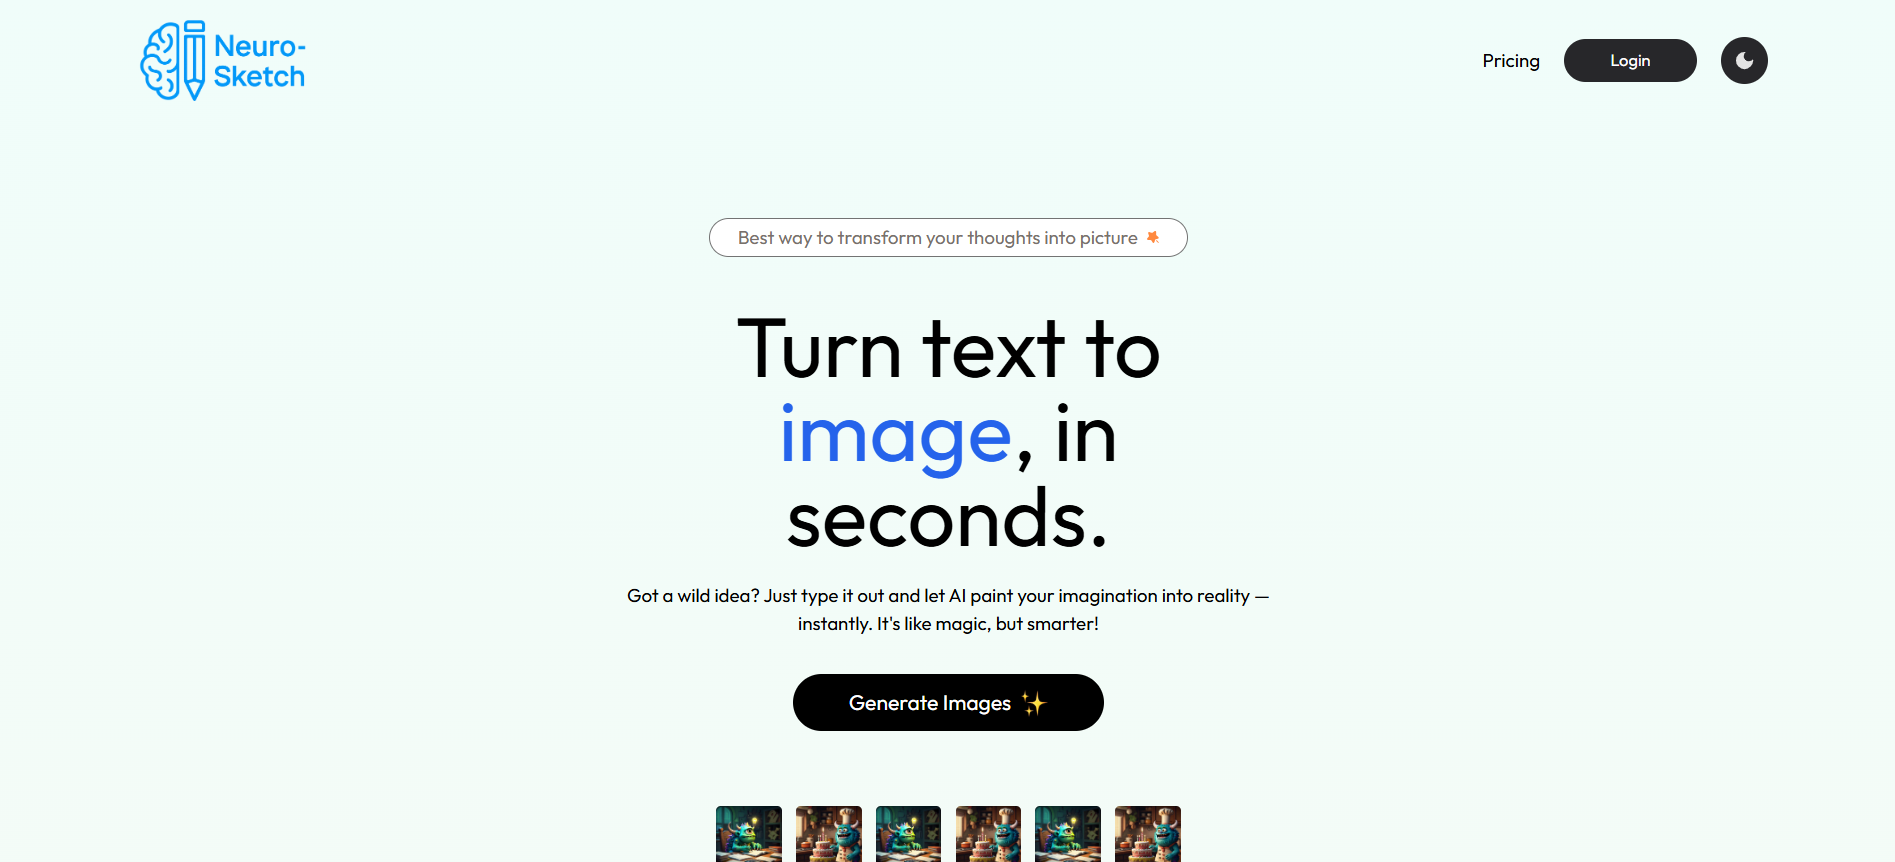 Neuro-
Sketch
Pricing
Login
Best way to transform your thoughts into picture
Turn text to
image, in
seconds.
Got a wild idea? Just type it out and let AI paint your imagination into reality —
instantly. It's like magic, but smarter!
Generate Images ✨